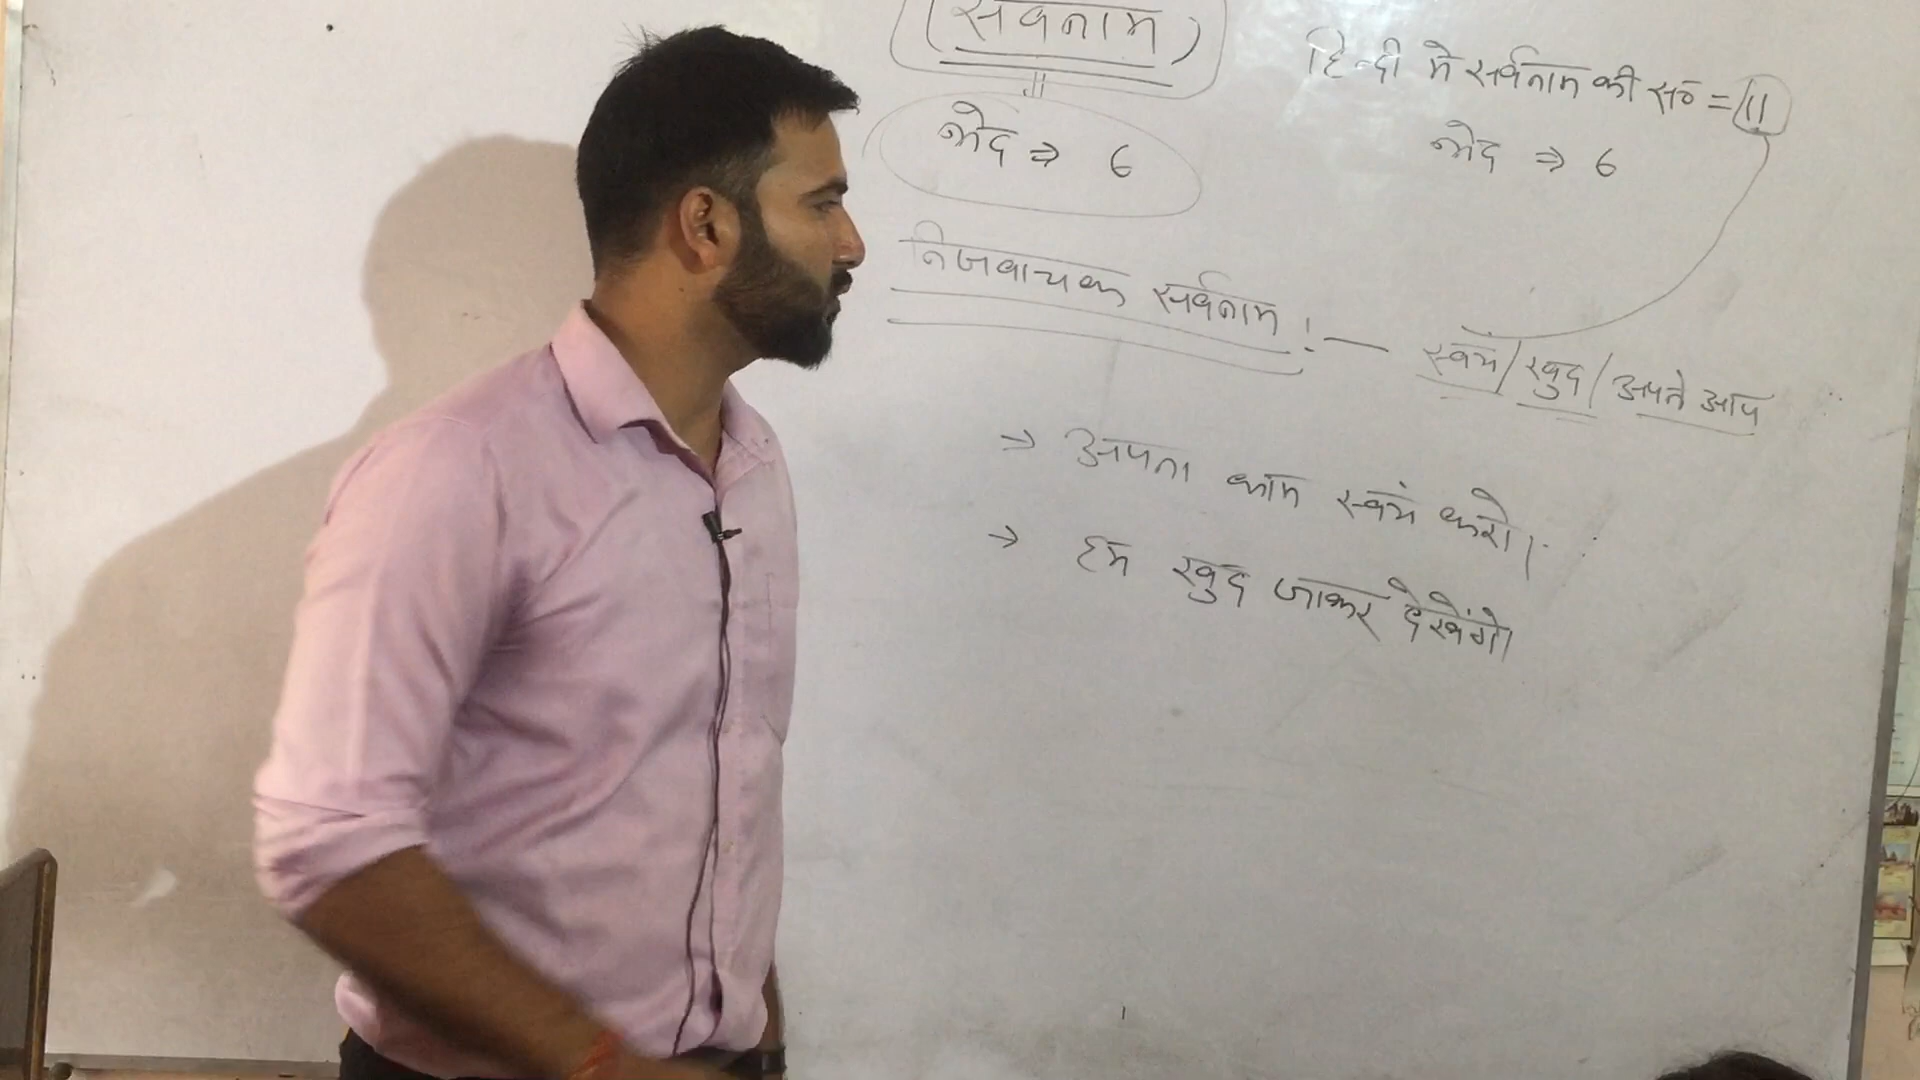 (सर्वनाम)
भेद ⇒ 6
हिन्दी मे सर्वनाम की सं० = 11
भेद ⇒ 6
निजवाचक सर्वनाम :— स्वयं/खुद/अपने आप
→ अपना काम स्वयं करो।
→ हम खुद जाकर देखेंगे।